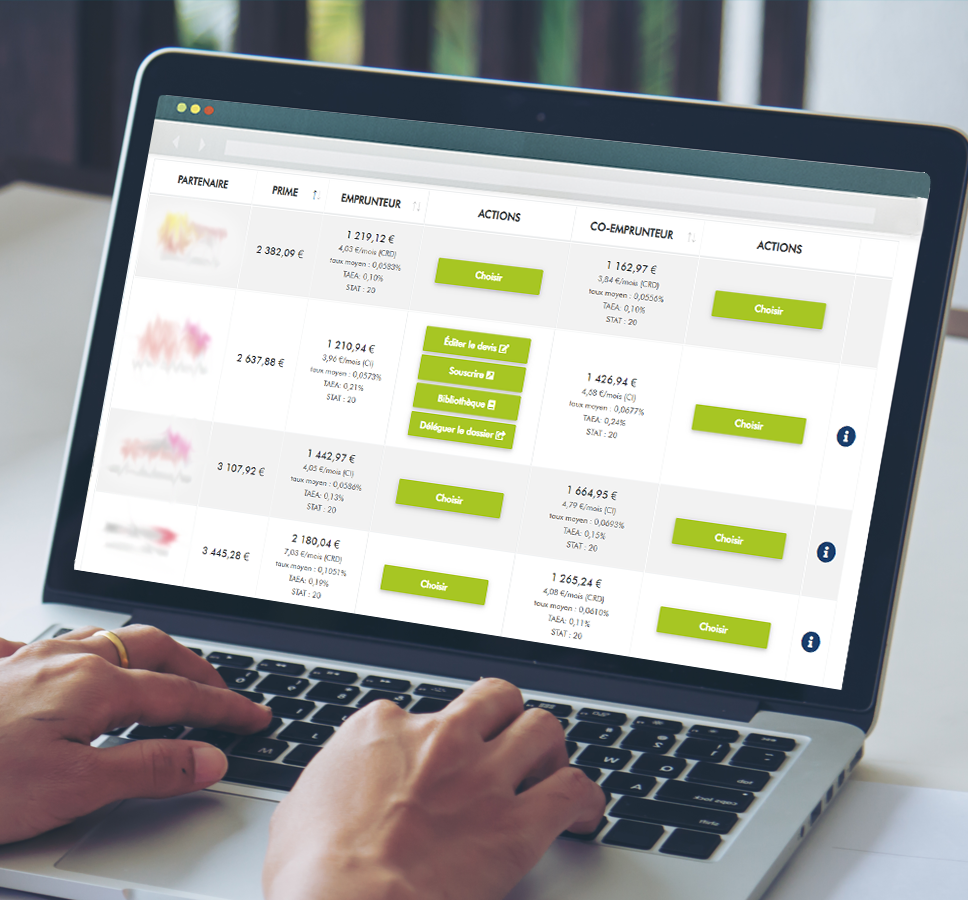 PARTENAIRE PRIME EMPRUNTEUR ACTIONS CO-EMPRUNTEUR ACTIONS
2 382,09 €
1 219,12 €
4,03 €/mois (CRD)
taux moyen : 0,0583%
TAEA: 0,10%
STAT : 20
Choisir
1 162,97 €
3,84 €/mois (CRD)
taux moyen : 0,0556%
TAEA: 0,10%
STAT : 20
Choisir
2 637,88 €
1 210,94 €
3,96 €/mois (CI)
taux moyen : 0,0573%
TAEA: 0,21%
STAT : 20
Éditer le devis
Souscrire
Bibliothèque
Déléguer le dossier
1 426,94 €
4,68 €/mois (CI)
taux moyen : 0,0677%
TAEA: 0,24%
STAT : 20
Choisir
3 107,92 €
1 442,97 €
4,05 €/mois (CI)
taux moyen : 0,0586%
TAEA: 0,13%
STAT : 20
Choisir
1 664,95 €
4,79 €/mois (CI)
taux moyen : 0,0693%
TAEA: 0,15%
STAT : 20
Choisir
3 445,28 €
2 180,04 €
7,03 €/mois (CRD)
taux moyen : 0,1051%
TAEA: 0,19%
STAT : 20
Choisir
1 265,24 €
4,08 €/mois (CRD)
taux moyen : 0,0610%
TAEA: 0,11%
STAT : 20
Choisir